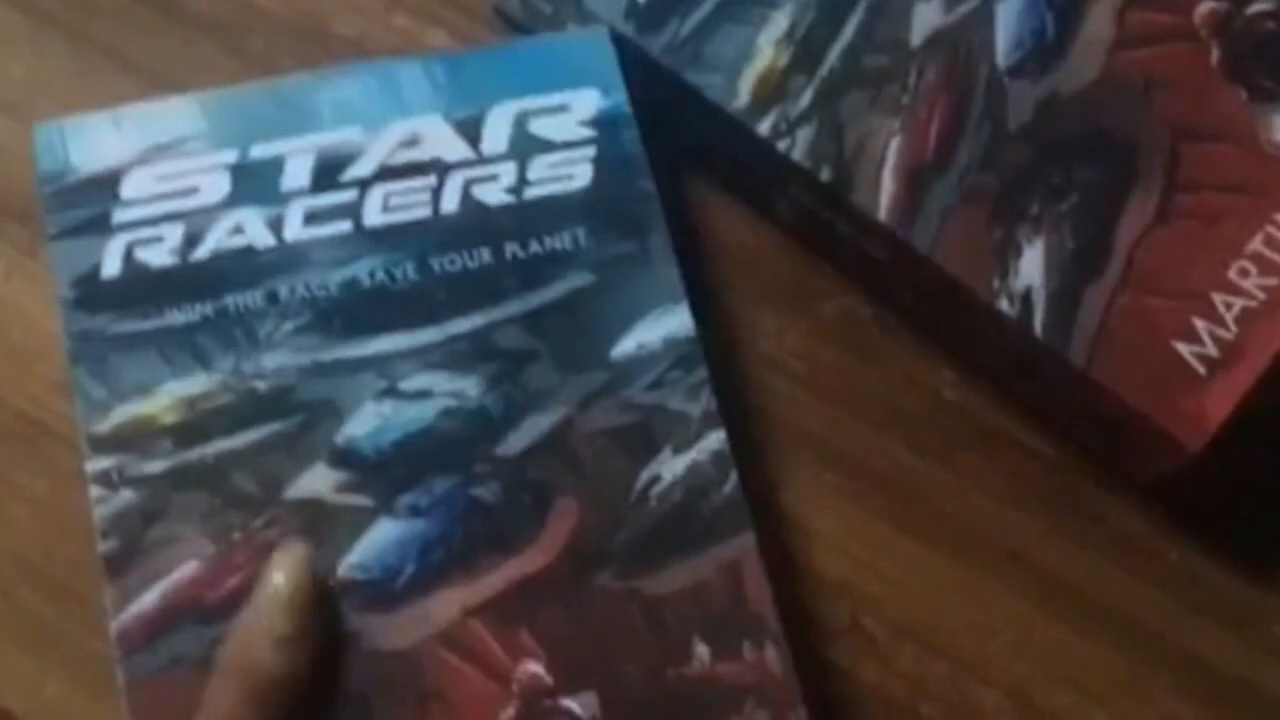 STAR
RACERS
WIN THE RACE SAVE YOUR PLANET
MARTI